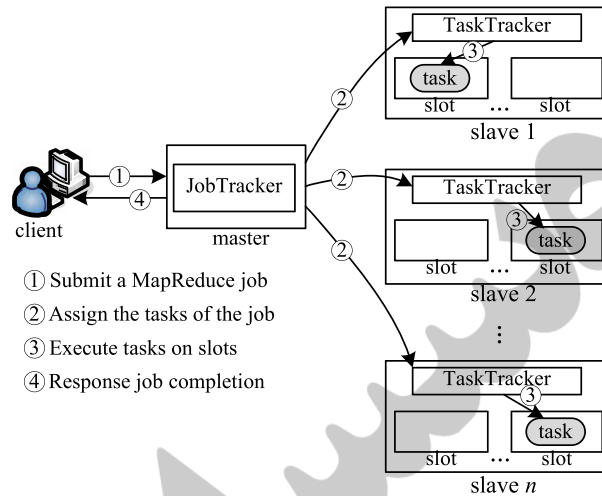 TaskTracker
③
task
slot ... slot
slave 1
②
① JobTracker ② TaskTracker
④ ③
client master task
slot ... slot
slave 2
②
① Submit a MapReduce job
② Assign the tasks of the job
③ Execute tasks on slots
④ Response job completion
⋮
TaskTracker
③
task
slot ... slot
slave n